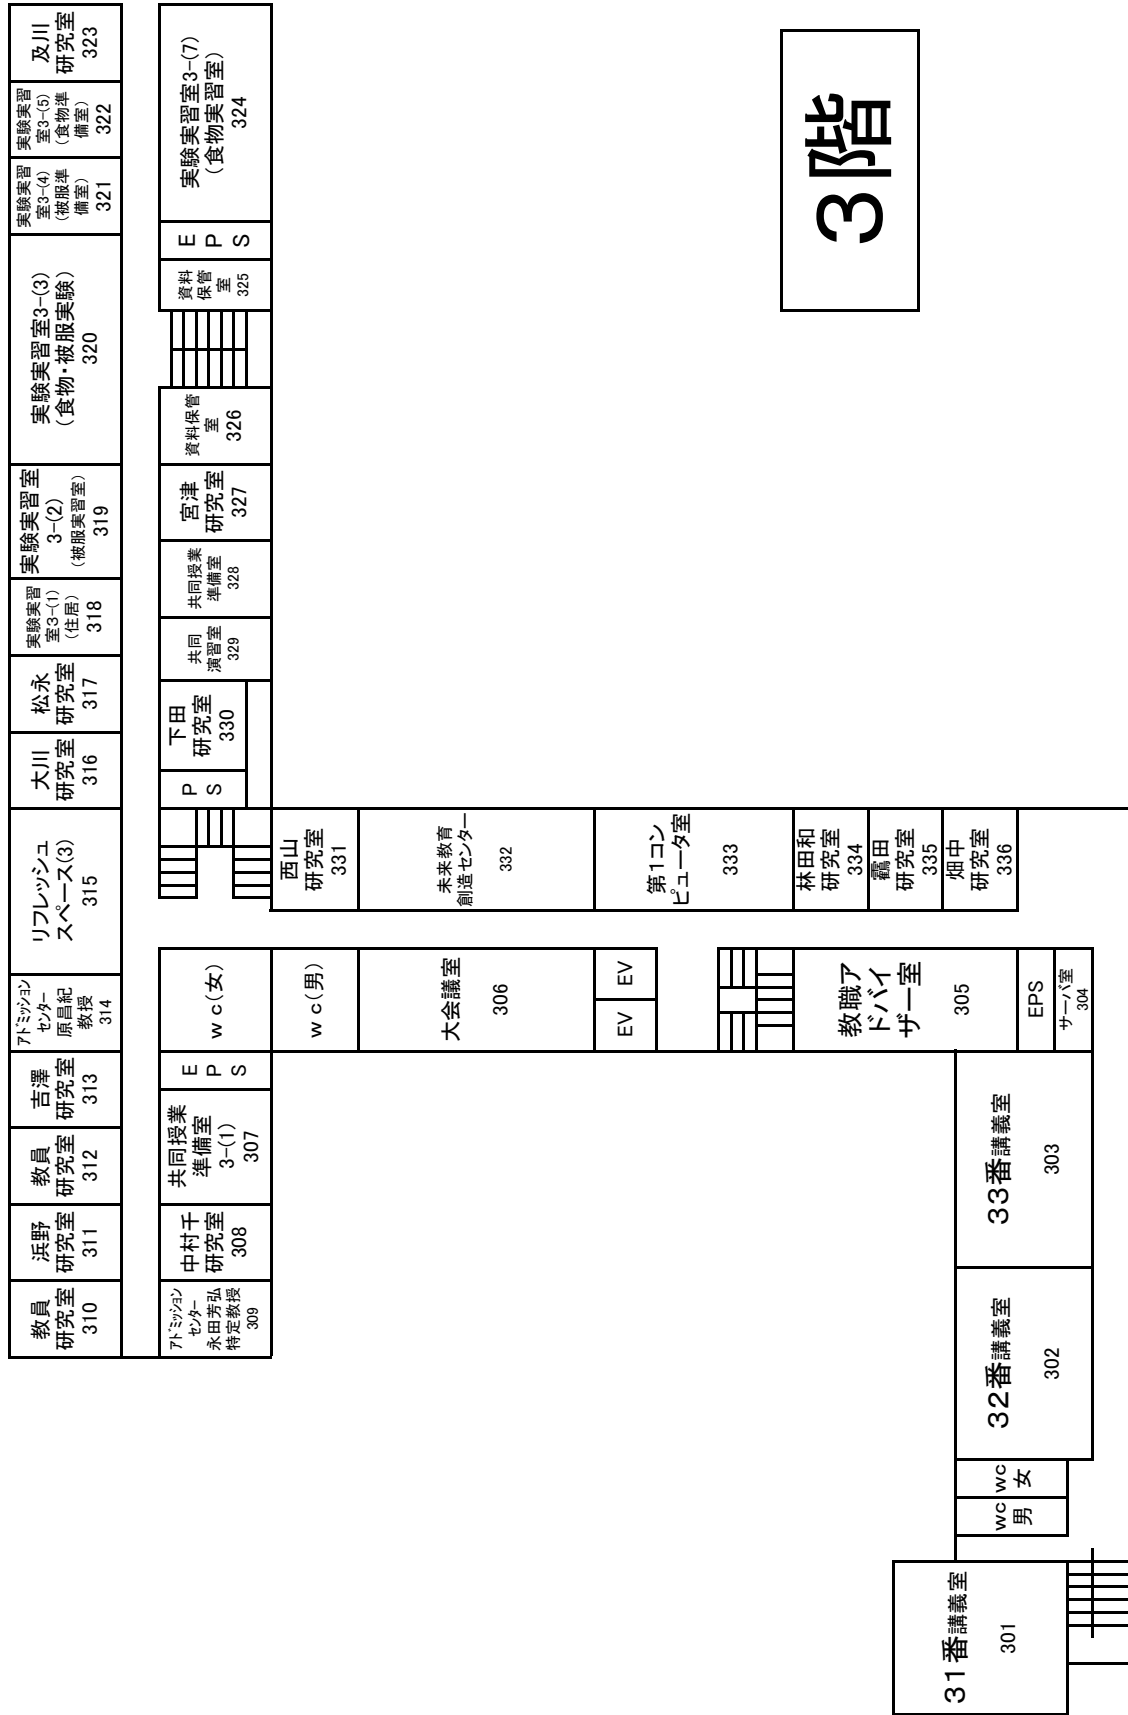 ３階
及川
研究室
323
実験実習
室3-(5)
(食物準
備室)
322
実験実習
室3-(4)
(被服準
備室)
321
実験実習室3-(3)
(食物・被服実験)
320
実験実習室
3-(2)
(被服実習室)
319
実験実習
室3-(1)
(住居)
318
松永
研究室
317
大川
研究室
316
リフレッシュ
スペース(3)
315
アドミッション
センター
原昌紀
教授
314
吉澤
研究室
313
教員
研究室
312
浜野
研究室
311
教員
研究室
310
実験実習室3-(7)
(食物実習室)
324
E
P
S
資料
保管
室
325
資料保管
室
326
宮津
研究室
327
共同授業
準備室
328
共同
演習室
329
下田
研究室
330
P
S
ｗｃ(女)
E
P
S
共同授業
準備室
3-(1)
307
中村千
研究室
308
アドミッション
センター
永田芳弘
特定教授
309
西山
研究室
331
未来教育
創造センター
332
第1コン
ピュータ室
333
林田和
研究室
334
鶴田
研究室
335
畑中
研究室
336
ｗｃ(男)
大会議室
306
EV
EV
教職ア
ドバイ
ザー室
305
EPS
サーバ室
304
33番講義室
303
32番講義室
302
wc
女
wc
男
31番講義室
301